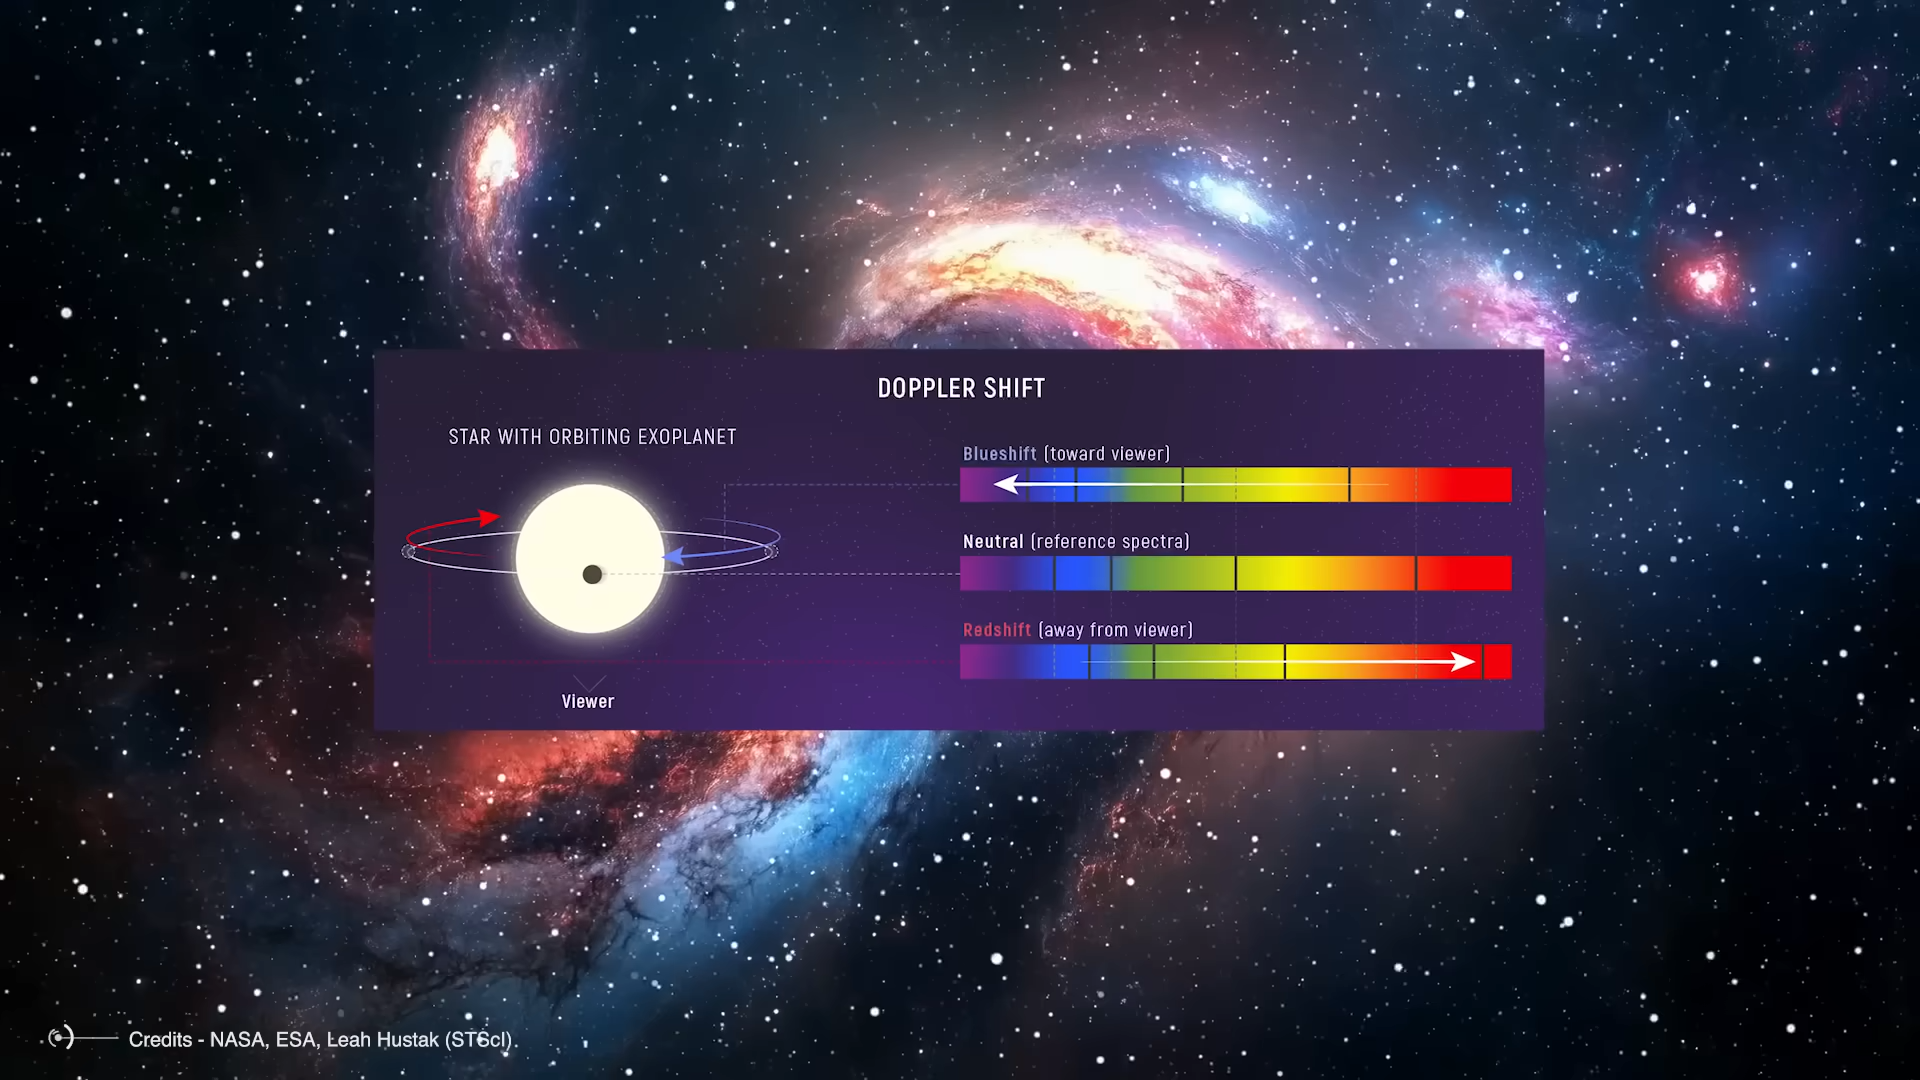 DOPPLER SHIFT
STAR WITH ORBITING EXOPLANET
Viewer
Blueshift (toward viewer)
Neutral (reference spectra)
Redshift (away from viewer)
Credits - NASA, ESA, Leah Hustak (STScI).